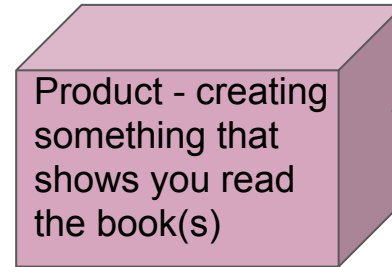 Product - creating
something that
shows you read
the book(s)